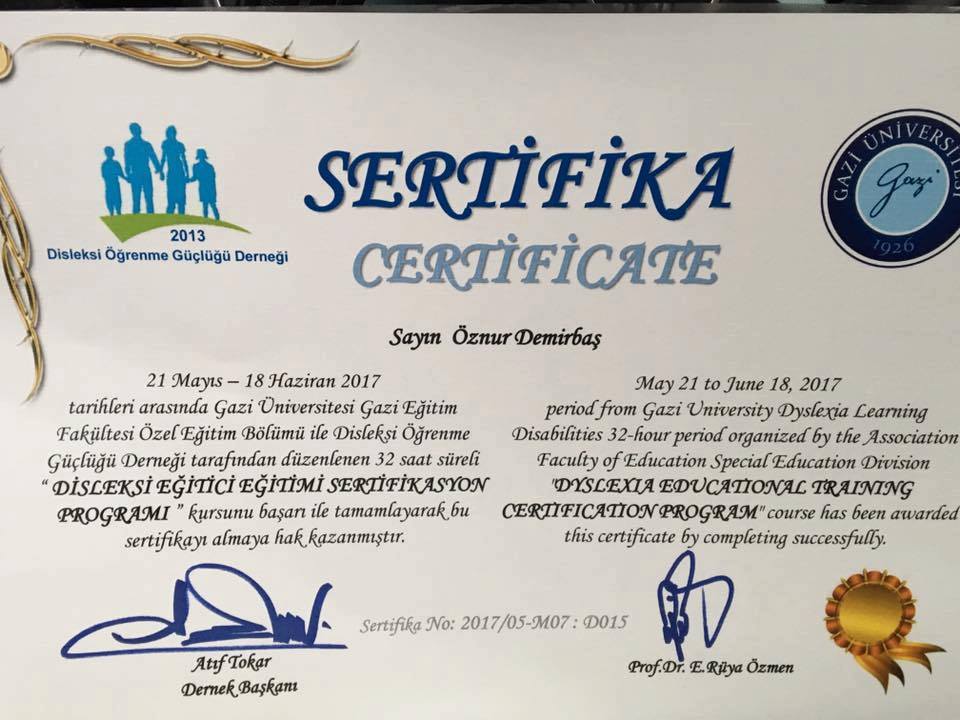 SERTİFİKA
CERTİFİCATE
2013
Disleksi Öğrenme Güçlüğü Derneği
GAZİ ÜNİVERSİTESİ
Gazi
1926
Sayın Öznur Demirbaş
21 Mayıs – 18 Haziran 2017
tarihleri arasında Gazi Üniversitesi Gazi Eğitim
Fakültesi Özel Eğitim Bölümü ile Disleksi Öğrenme
Güçlüğü Derneği tarafından düzenlenen 32 saat süreli
“ DİSLEKSİ EĞİTİCİ EĞİTİMİ SERTİFİKASYON
PROGRAMI ” kursunu başarı ile tamamlayarak bu
sertifikayı almaya hak kazanmıştır.
May 21 to June 18, 2017
period from Gazi University Dyslexia Learning
Disabilities 32-hour period organized by the Association
Faculty of Education Special Education Division
"DYSLEXIA EDUCATIONAL TRAINING
CERTIFICATION PROGRAM" course has been awarded
this certificate by completing successfully.
Sertifika No: 2017/05-M07 : D015
Atıf Tokar
Dernek Başkanı
Prof.Dr. E.Rüya Özmen